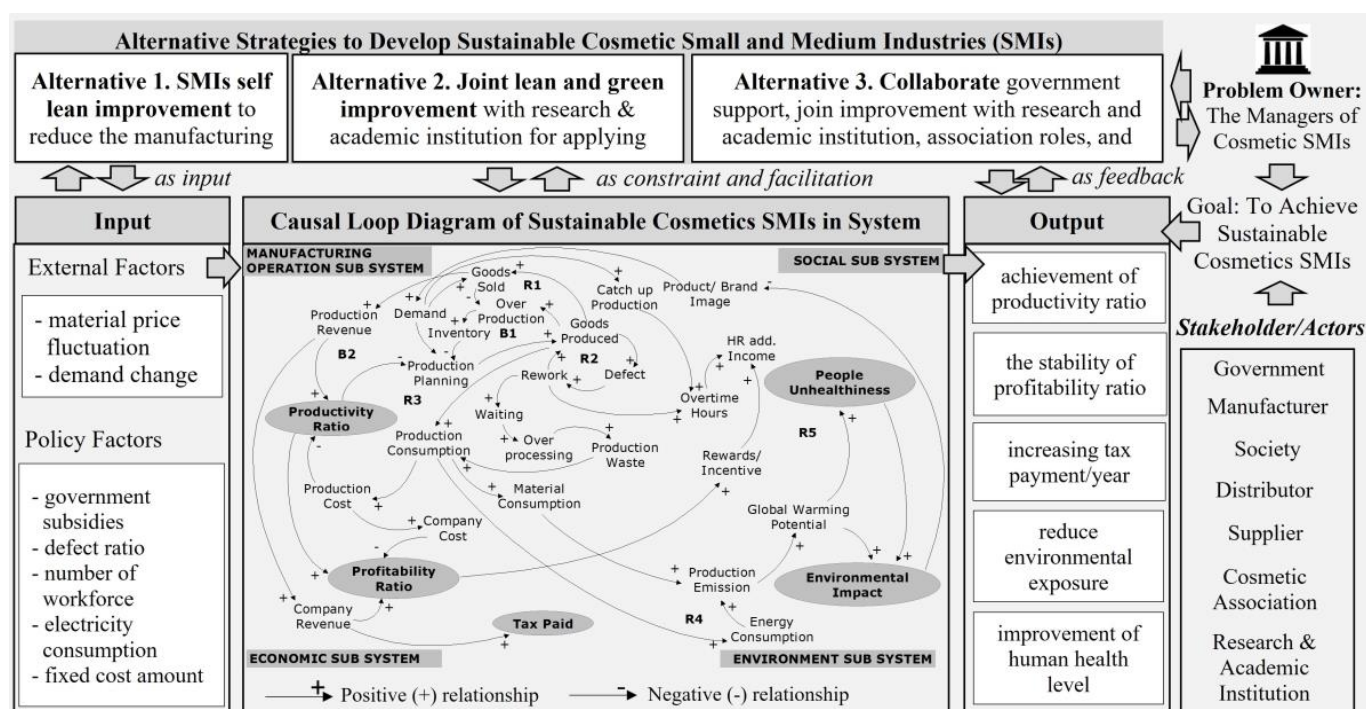 Alternative Strategies to Develop Sustainable Cosmetic Small and Medium Industries (SMIs)
Alternative 1. SMIs self
lean improvement to
reduce the manufacturing
Alternative 2. Joint lean and green
improvement with research &
academic institution for applying
Alternative 3. Collaborate government
support, join improvement with research and
academic institution, association roles, and
Problem Owner:
The Managers of
Cosmetic SMIs
as input
as constraint and facilitation
as feedback
Goal: To Achieve
Sustainable
Cosmetics SMIs
Stakeholder/Actors
Government
Manufacturer
Society
Distributor
Supplier
Cosmetic
Association
Research &
Academic
Institution
Input
External Factors
- material price
fluctuation
- demand change
Policy Factors
- government
subsidies
- defect ratio
- number of
workforce
- electricity
consumption
- fixed cost amount
Causal Loop Diagram of Sustainable Cosmetics SMIs in System
MANUFACTURING
OPERATION SUB SYSTEM
SOCIAL SUB SYSTEM
Goods
Sold
R1
Catch up
Production
Product/ Brand
Image
Production
Revenue
Demand
Over
Production
Inventory
B1
Goods
Produced
B2
R2
HR add.
Income
Production
Planning
Rework
Defect
People
Unhealthiness
R3
Overtime
Hours
Productivity
Ratio
Waiting
R5
Production
Consumption
Over
processing
Production
Waste
Rewards/
Incentive
Production
Cost
Material
Consumption
Global Warming
Potential
Company
Cost
Profitability
Ratio
Production
Emission
Environmental
Impact
Company
Revenue
Tax Paid
R4
Energy
Consumption
ECONOMIC SUB SYSTEM
ENVIRONMENT SUB SYSTEM
+ Positive (+) relationship
- Negative (-) relationship
Output
achievement of
productivity ratio
the stability of
profitability ratio
increasing tax
payment/year
reduce
environmental
exposure
improvement of
human health
level